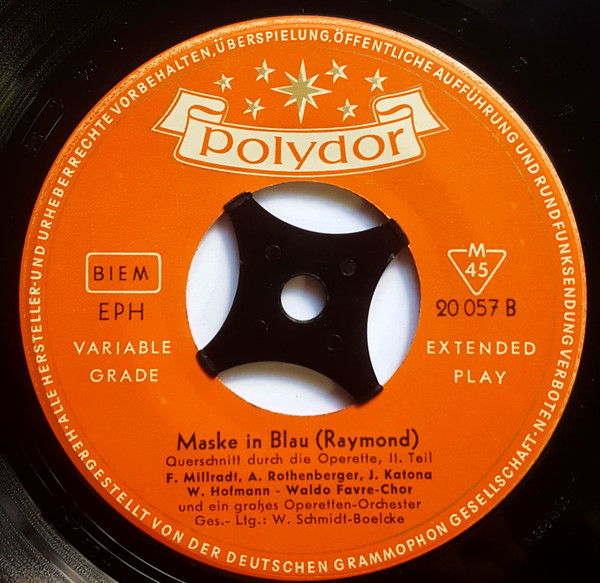 ALLE HERSTELLER- UND URHEBERRECHTE VORBEHALTEN, ÜBERSPIELUNG, ÖFFENTLICHE AUFFÜHRUNG UND RUNDFUNKSENDUNG VERBOTEN·
polydor
BIEM
EPH
VARIABLE
GRADE
M
45
20 057 B
EXTENDED
PLAY
Maske in Blau (Raymond)
Querschnitt durch die Operette, II. Teil
F. Millradt, A. Rothenberger, J. Katona
W. Hofmann - Waldo Favre-Chor
und ein großes Operetten-Orchester
Ges.- Ltg.: W. Schmidt-Boelcke
HERGESTELLT VON DER DEUTSCHEN GRAMMOPHON GESELLSCHAFT·